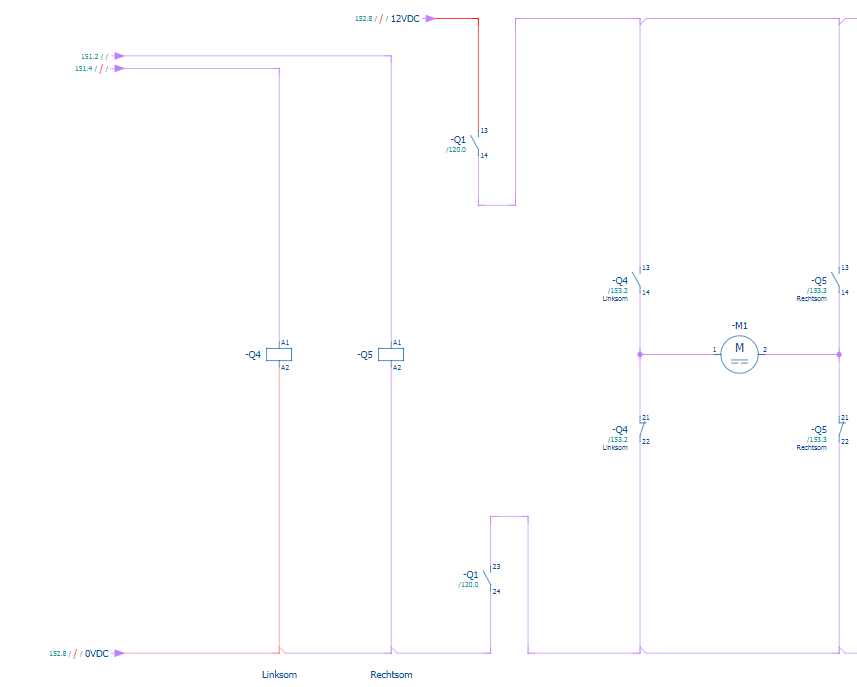 152.8 / / / 12VDC
151.2 / /
151.4 / / /
13
-Q1
/120.0
14
13
-Q4
/153.2
14
Linksom
13
-Q5
/153.3
14
Rechtsom
-M1
1
M
2
A1
-Q4
A2
A1
-Q5
A2
21
-Q4
/153.2
22
Linksom
21
-Q5
/153.3
22
Rechtsom
23
-Q1
/120.0
24
152.8 / / / 0VDC
Linksom
Rechtsom